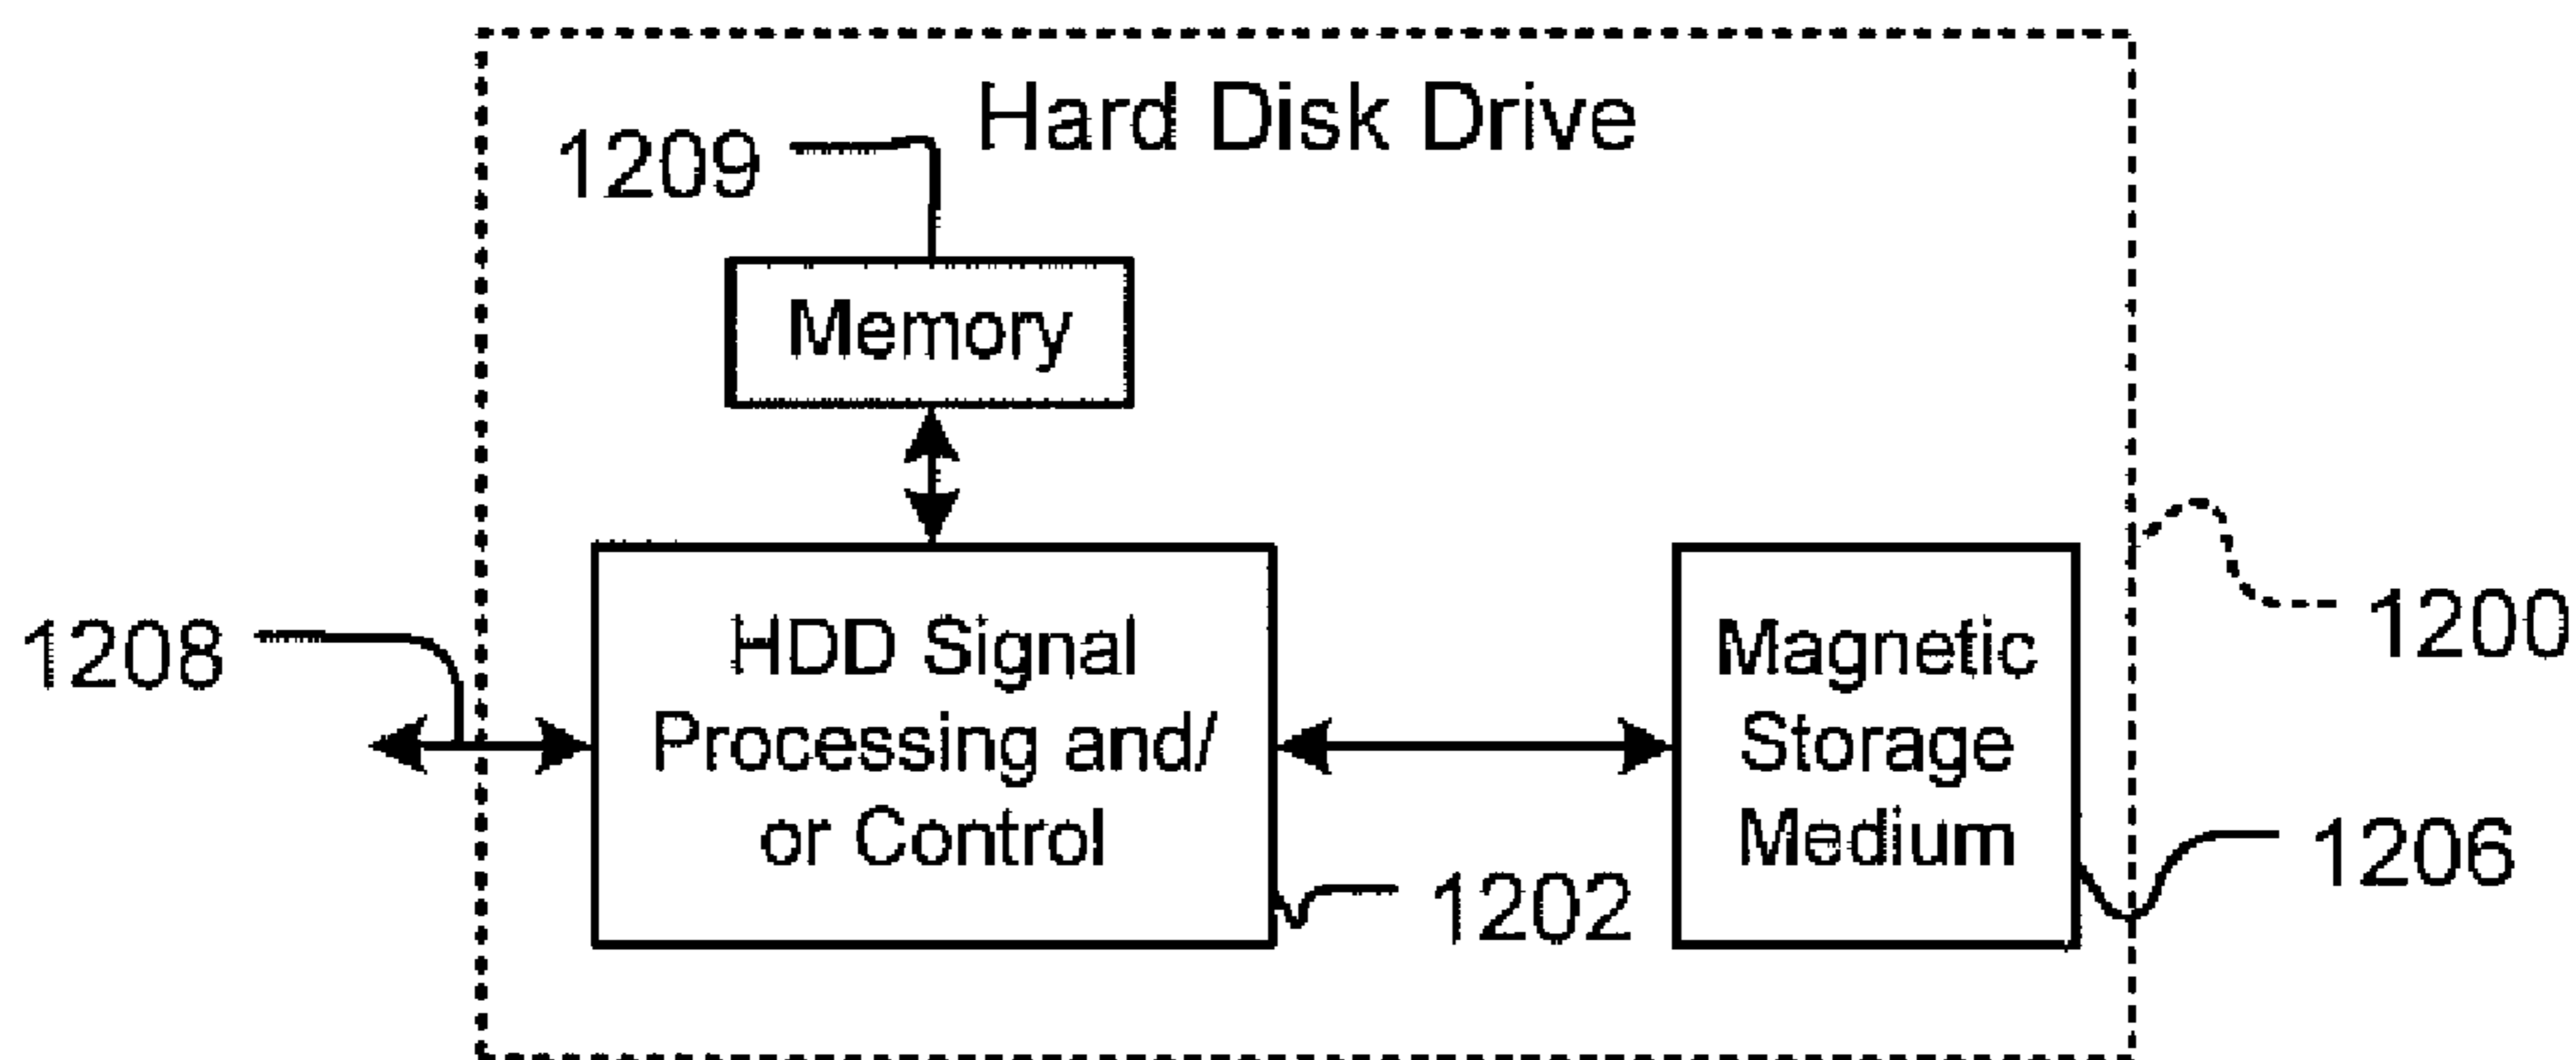 Hard Disk Drive
1209
Memory
1208
HDD Signal
Processing and/
or Control
1202
Magnetic
Storage
Medium
1200
1206